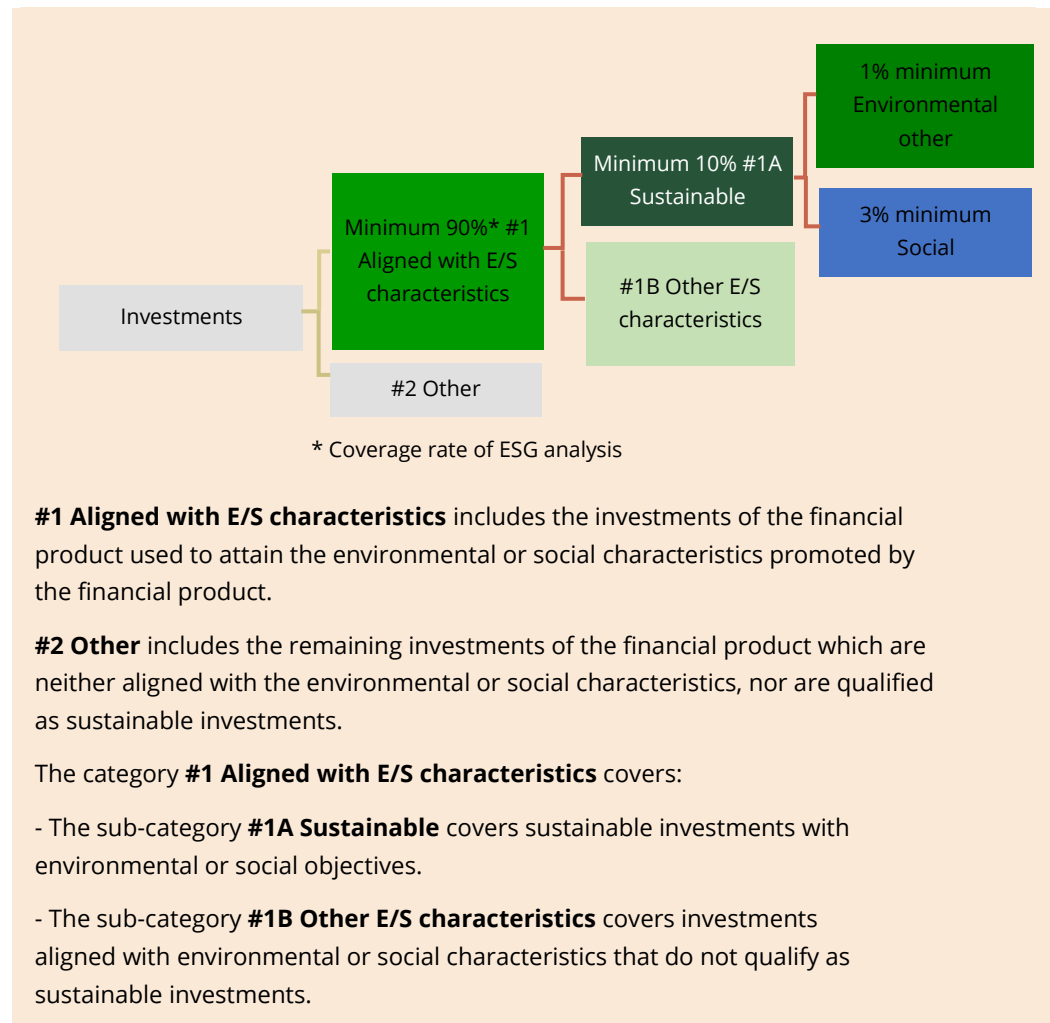 1% minimum
Environmental
other
Minimum 10% #1A
Sustainable
3% minimum
Social
Minimum 90%* #1
Aligned with E/S
characteristics
#1B Other E/S
characteristics
Investments
#2 Other
* Coverage rate of ESG analysis
#1 Aligned with E/S characteristics includes the investments of the financial
product used to attain the environmental or social characteristics promoted by
the financial product.
#2 Other includes the remaining investments of the financial product which are
neither aligned with the environmental or social characteristics, nor are qualified
as sustainable investments.
The category #1 Aligned with E/S characteristics covers:
- The sub-category #1A Sustainable covers sustainable investments with
environmental or social objectives.
- The sub-category #1B Other E/S characteristics covers investments
aligned with environmental or social characteristics that do not qualify as
sustainable investments.